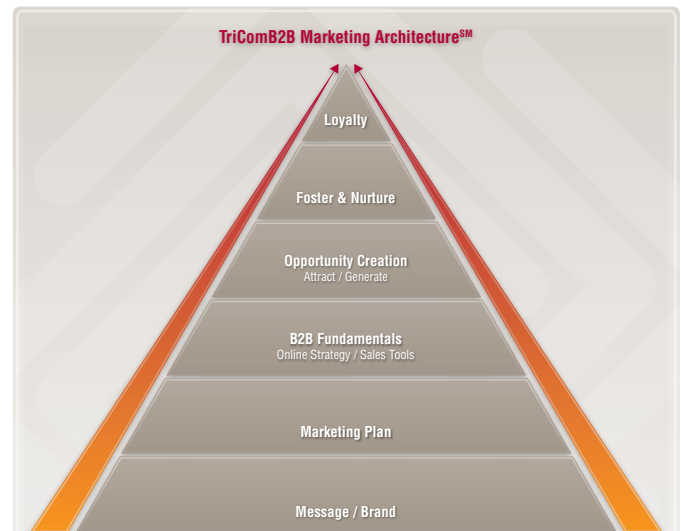 TriComB2B Marketing Architecture℠
Loyalty
Foster & Nurture
Opportunity Creation
Attract / Generate
B2B Fundamentals
Online Strategy / Sales Tools
Marketing Plan
Message / Brand